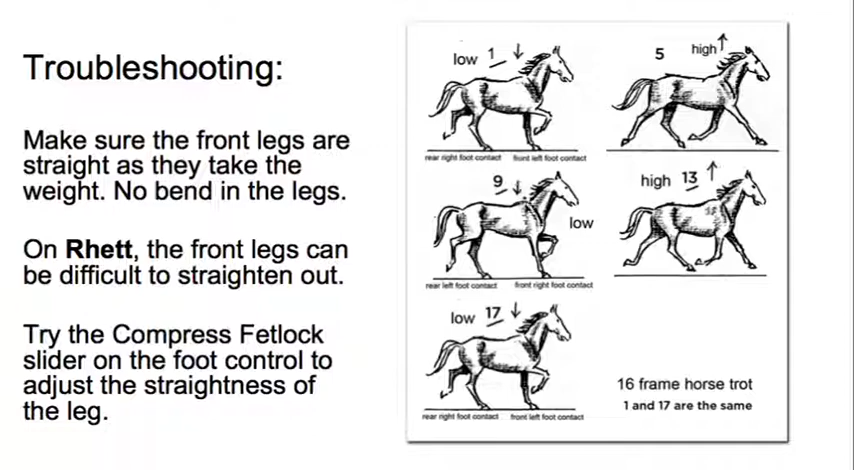 Troubleshooting:
Make sure the front legs are
straight as they take the
weight. No bend in the legs.
On Rhett, the front legs can
be difficult to straighten out.
Try the Compress Fetlock
slider on the foot control to
adjust the straightness of
the leg.
low 1 ↓
rear right foot contact front left foot contact
5 high ↑
9 ↓
low
rear left foot contact front right foot contact
high 13 ↑
low 17 ↓
rear right foot contact front left foot contact
16 frame horse trot
1 and 17 are the same